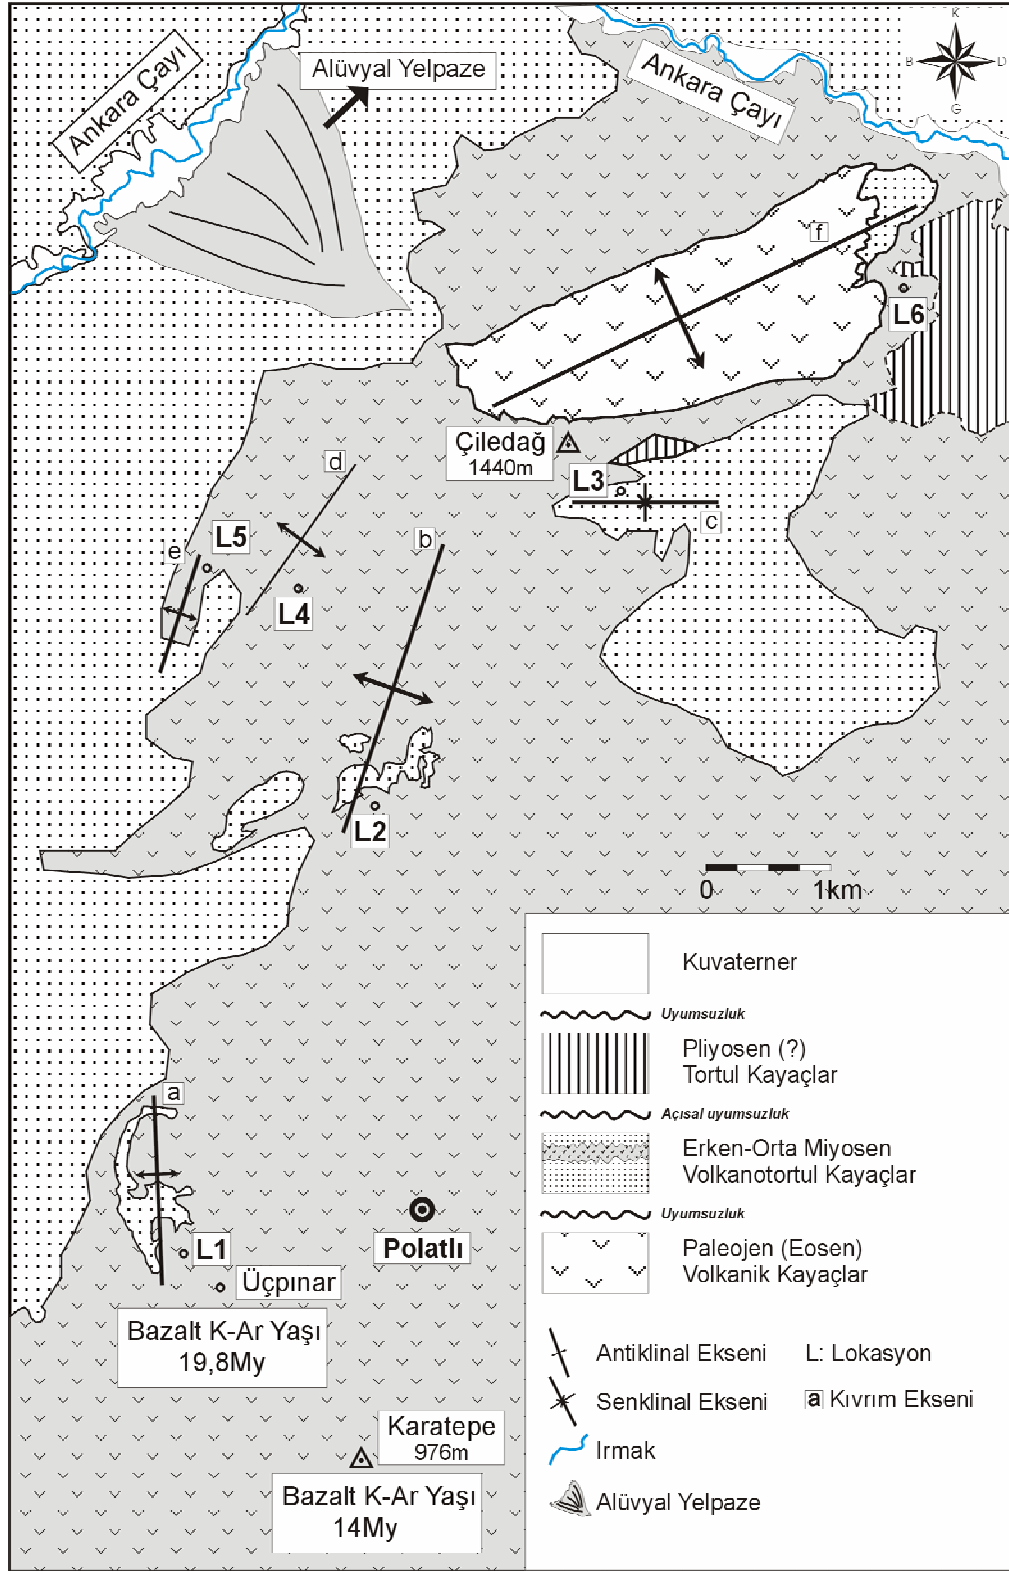 Ankara Çayı
Alüvyal Yelpaze
Ankara Çayı
K
B
D
G
f
L6
Çiledağ
1440m
L3
c
d
b
e
L5
L4
L2
0
1km
a
L1
Üçpınar
Polatlı
Bazalt K-Ar Yaşı
19,8My
Karatepe
976m
Bazalt K-Ar Yaşı
14My
Kuvaterner
Uyumsuzluk
Pliyosen (?)
Tortul Kayaçlar
Açısal uyumsuzluk
Erken-Orta Miyosen
Volkanotortul Kayaçlar
Uyumsuzluk
Paleojen (Eosen)
Volkanik Kayaçlar
Antiklinal Ekseni
L: Lokasyon
Senklinal Ekseni
a Kıvrım Ekseni
Irmak
Alüvyal Yelpaze